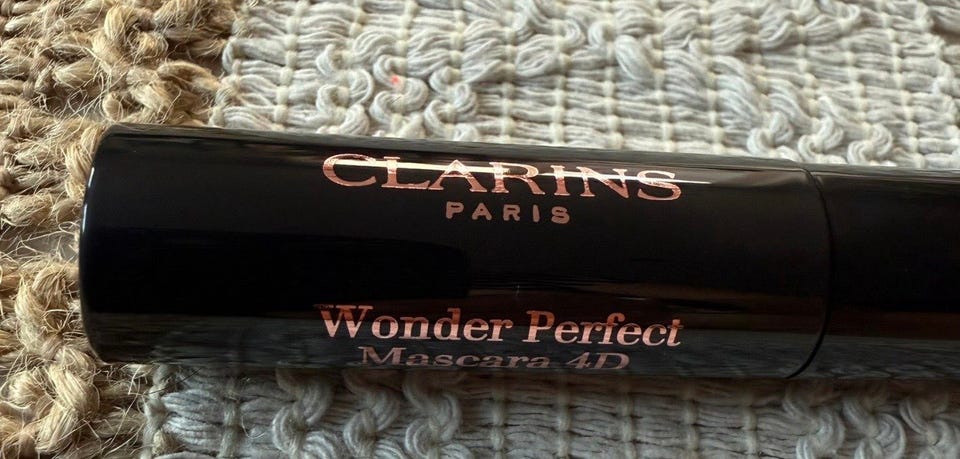 CLARINS
PARIS
Wonder Perfect
Mascara 4D